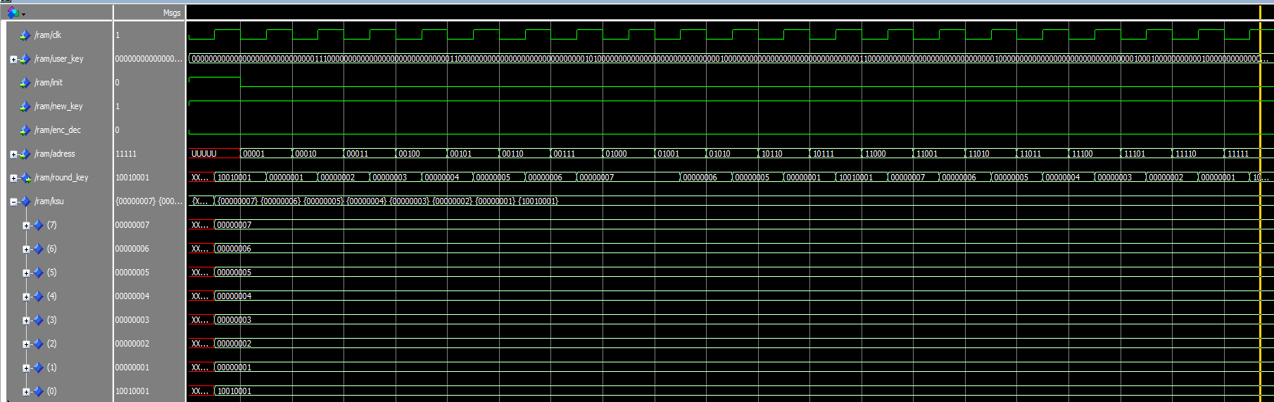 Msgs
/ram/clk 1
/ram/user_key 00000000000000...
/ram/init 0
/ram/new_key 1
/ram/enc_dec 0
/ram/adress 11111 UUUUU 00001 00010 00011 00100 00101 00110 00111 01000 01001 01010 10110 10111 11000 11001 11010 11011 11100 11101 11110 11111
/ram/round_key 10010001 XX... 10010001 00000001 00000002 00000003 00000004 00000005 00000006 00000007 00000006 00000005 00000001 10010001 00000007 00000006 00000005 00000004 00000003 00000002 00000001 10...
/ram/ksu {00000007} {000... {X... {00000007} {00000006} {00000005} {00000004} {00000003} {00000002} {00000001} {10010001}
(7) 00000007 XX... 00000007
(6) 00000006 XX... 00000006
(5) 00000005 XX... 00000005
(4) 00000004 XX... 00000004
(3) 00000003 XX... 00000003
(2) 00000002 XX... 00000002
(1) 00000001 XX... 00000001
(0) 10010001 XX... 10010001